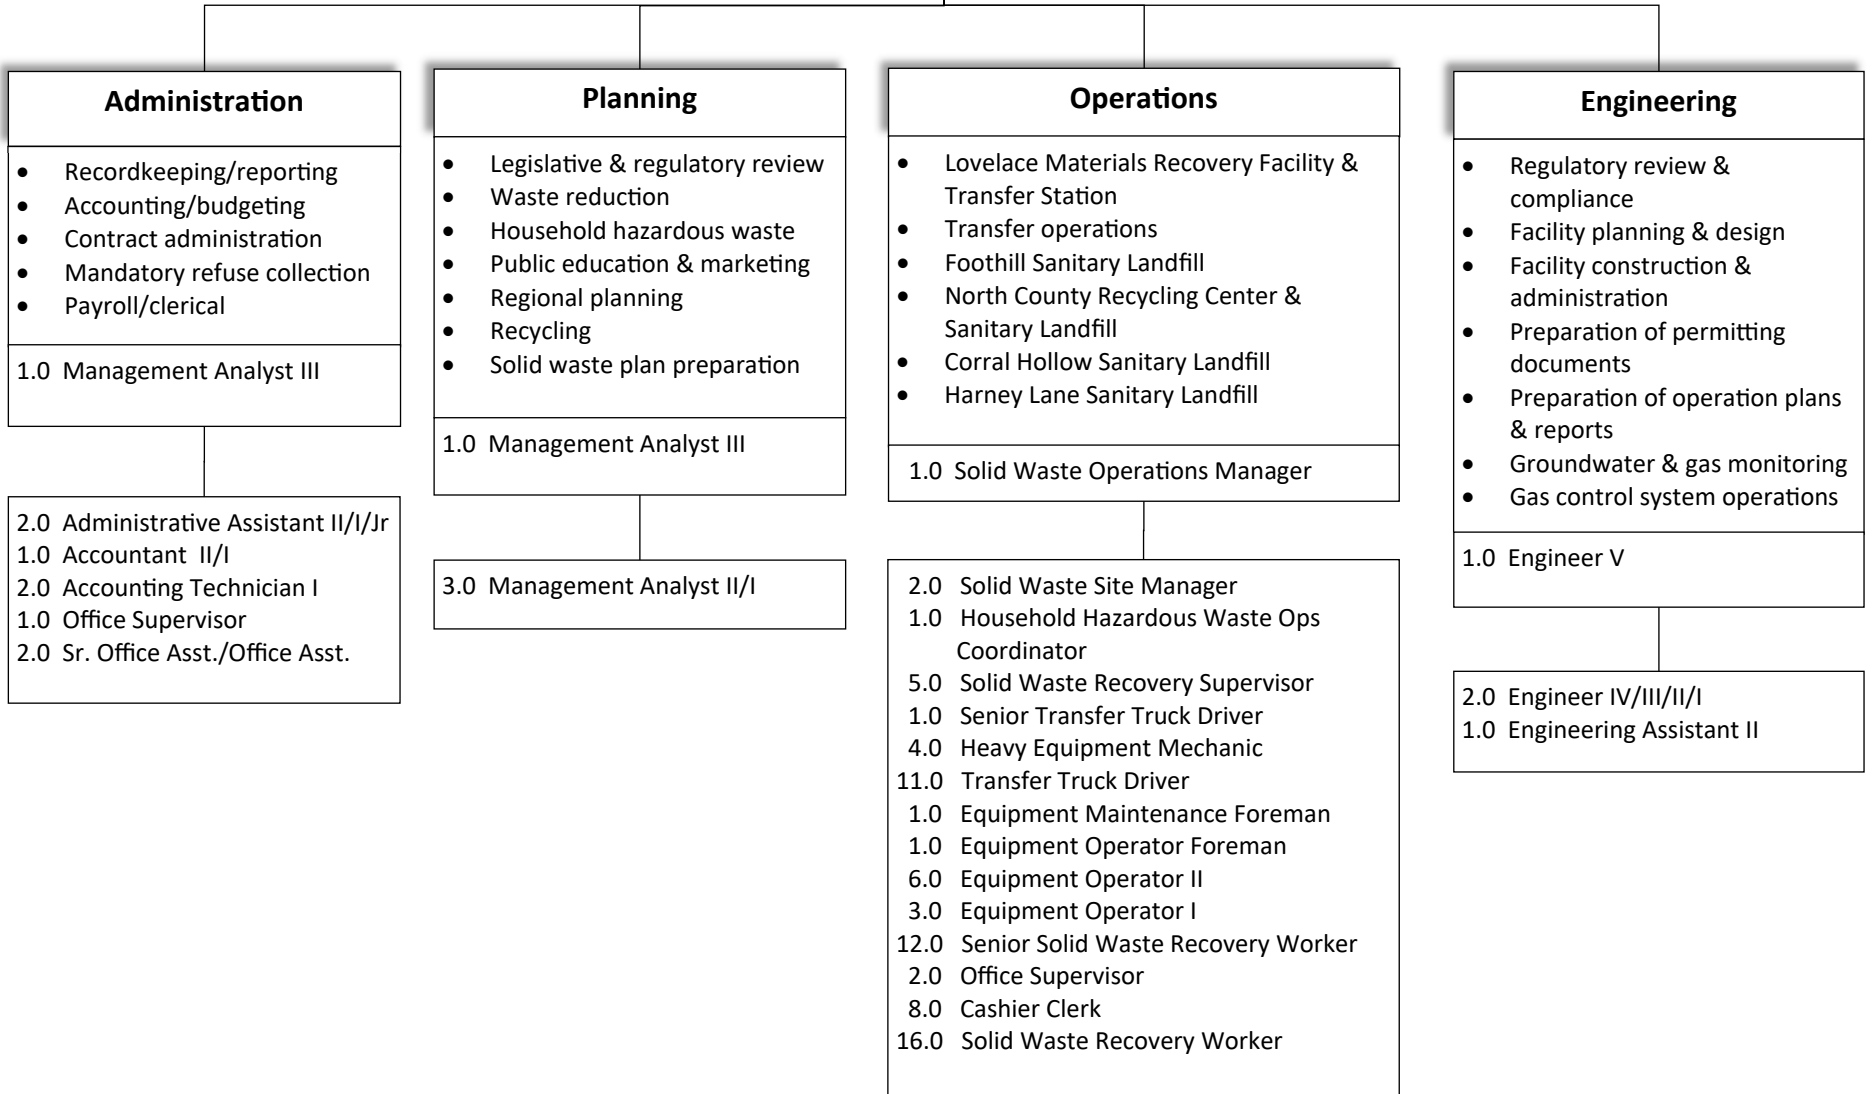 Administration
• Recordkeeping/reporting
• Accounting/budgeting
• Contract administration
• Mandatory refuse collection
• Payroll/clerical
1.0 Management Analyst III
2.0 Administrative Assistant II/I/Jr
1.0 Accountant II/I
2.0 Accounting Technician I
1.0 Office Supervisor
2.0 Sr. Office Asst./Office Asst.
Planning
• Legislative & regulatory review
• Waste reduction
• Household hazardous waste
• Public education & marketing
• Regional planning
• Recycling
• Solid waste plan preparation
1.0 Management Analyst III
3.0 Management Analyst II/I
Operations
• Lovelace Materials Recovery Facility &
Transfer Station
• Transfer operations
• Foothill Sanitary Landfill
• North County Recycling Center &
Sanitary Landfill
• Corral Hollow Sanitary Landfill
• Harney Lane Sanitary Landfill
1.0 Solid Waste Operations Manager
2.0 Solid Waste Site Manager
1.0 Household Hazardous Waste Ops
Coordinator
5.0 Solid Waste Recovery Supervisor
1.0 Senior Transfer Truck Driver
4.0 Heavy Equipment Mechanic
11.0 Transfer Truck Driver
1.0 Equipment Maintenance Foreman
1.0 Equipment Operator Foreman
6.0 Equipment Operator II
3.0 Equipment Operator I
12.0 Senior Solid Waste Recovery Worker
2.0 Office Supervisor
8.0 Cashier Clerk
16.0 Solid Waste Recovery Worker
Engineering
• Regulatory review &
compliance
• Facility planning & design
• Facility construction &
administration
• Preparation of permitting
documents
• Preparation of operation plans
& reports
• Groundwater & gas monitoring
• Gas control system operations
1.0 Engineer V
2.0 Engineer IV/III/II/I
1.0 Engineering Assistant II